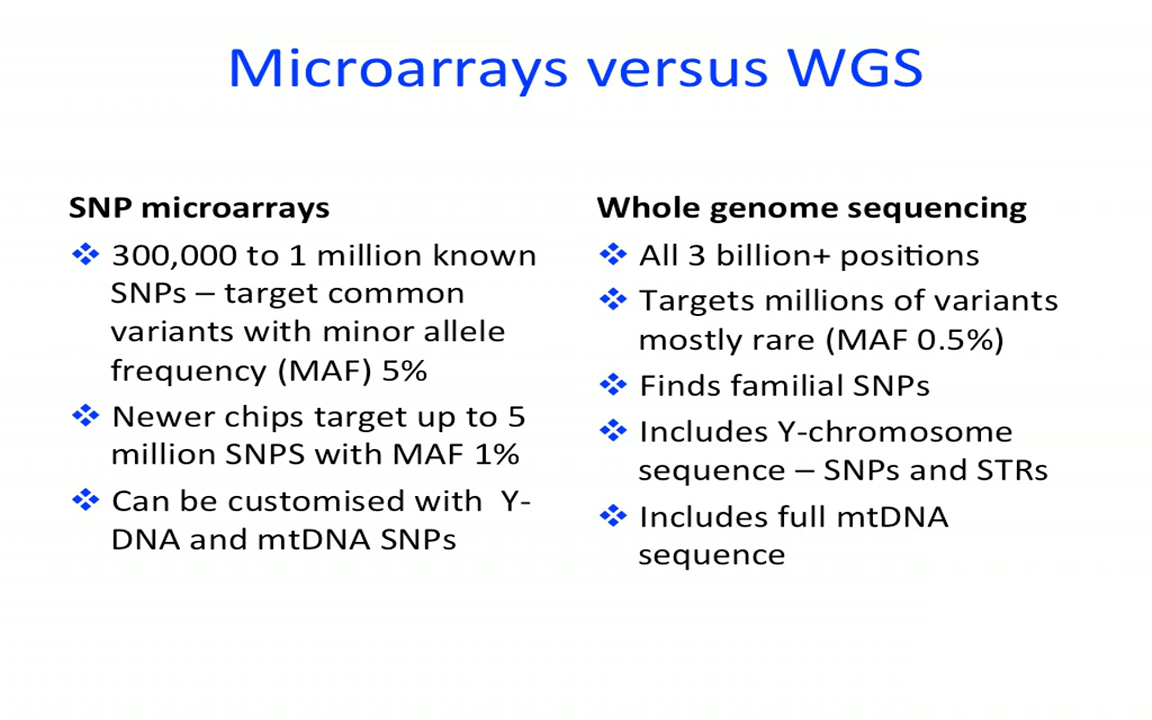 Microarrays versus WGS
SNP microarrays
❖ 300,000 to 1 million known
SNPs – target common
variants with minor allele
frequency (MAF) 5%
❖ Newer chips target up to 5
million SNPS with MAF 1%
❖ Can be customised with Y-
DNA and mtDNA SNPs
Whole genome sequencing
❖ All 3 billion+ positions
❖ Targets millions of variants
mostly rare (MAF 0.5%)
❖ Finds familial SNPs
❖ Includes Y-chromosome
sequence – SNPs and STRs
❖ Includes full mtDNA
sequence